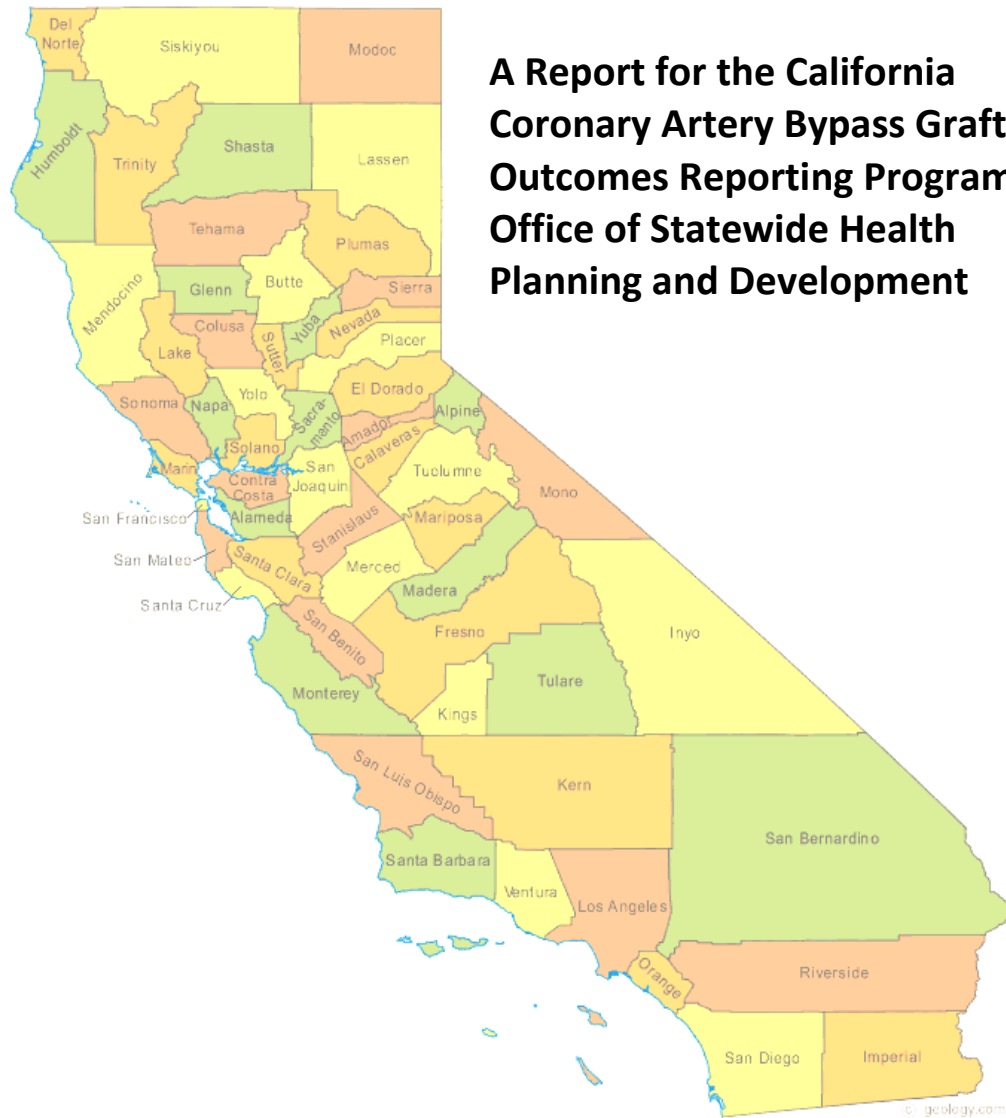 A Report for the California
Coronary Artery Bypass Graft
Outcomes Reporting Program
Office of Statewide Health
Planning and Development
Del
Norte
Siskiyou
Modoc
Humboldt
Trinity
Shasta
Lassen
Tehama
Plumas
Mendocino
Glenn
Butte
Sierra
Colusa
Yuba
Nevada
Lake
Sutter
Placer
El Dorado
Sonoma
Napa
Yolo
Sacra-
mento
Amador
Alpine
Solano
Calaveras
Marin
Contra
Costa
San
Joaquin
Tuclumne
Mono
San Francisco
Alameda
Stanislaus
Mariposa
San Mateo
Santa Clara
Merced
Madera
Santa Cruz
San Benito
Fresno
Inyo
Monterey
Kings
Tulare
San Luis Obispo
Kern
San Bernardino
Santa Barbara
Ventura
Los Angeles
Orange
Riverside
San Diego
Imperial
(c) geology.com